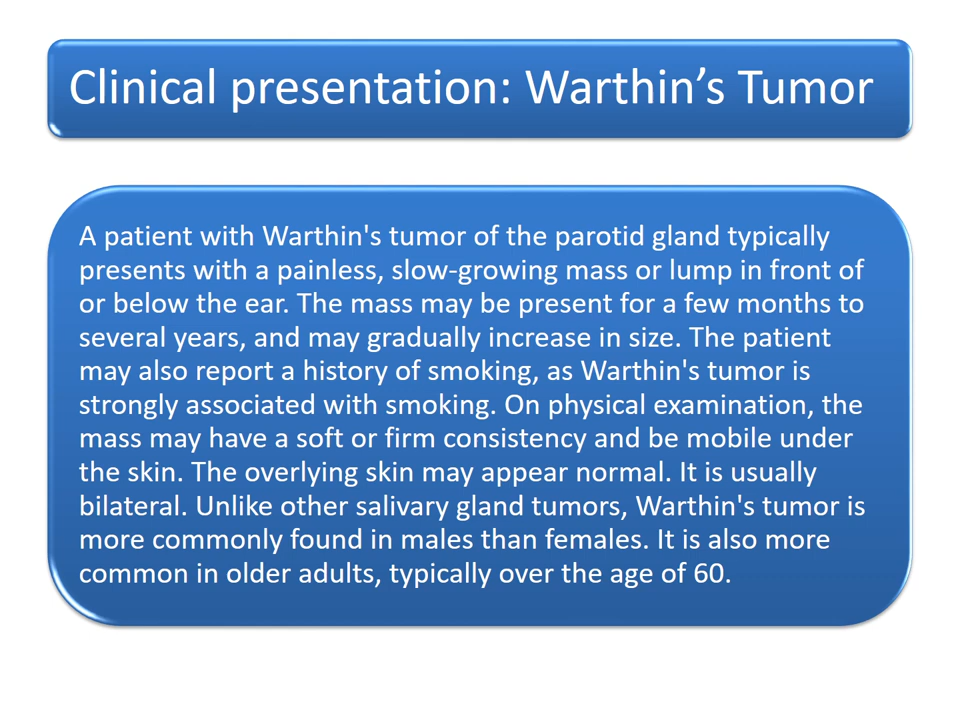 Clinical presentation: Warthin’s Tumor
A patient with Warthin's tumor of the parotid gland typically
presents with a painless, slow-growing mass or lump in front of
or below the ear. The mass may be present for a few months to
several years, and may gradually increase in size. The patient
may also report a history of smoking, as Warthin's tumor is
strongly associated with smoking. On physical examination, the
mass may have a soft or firm consistency and be mobile under
the skin. The overlying skin may appear normal. It is usually
bilateral. Unlike other salivary gland tumors, Warthin's tumor is
more commonly found in males than females. It is also more
common in older adults, typically over the age of 60.